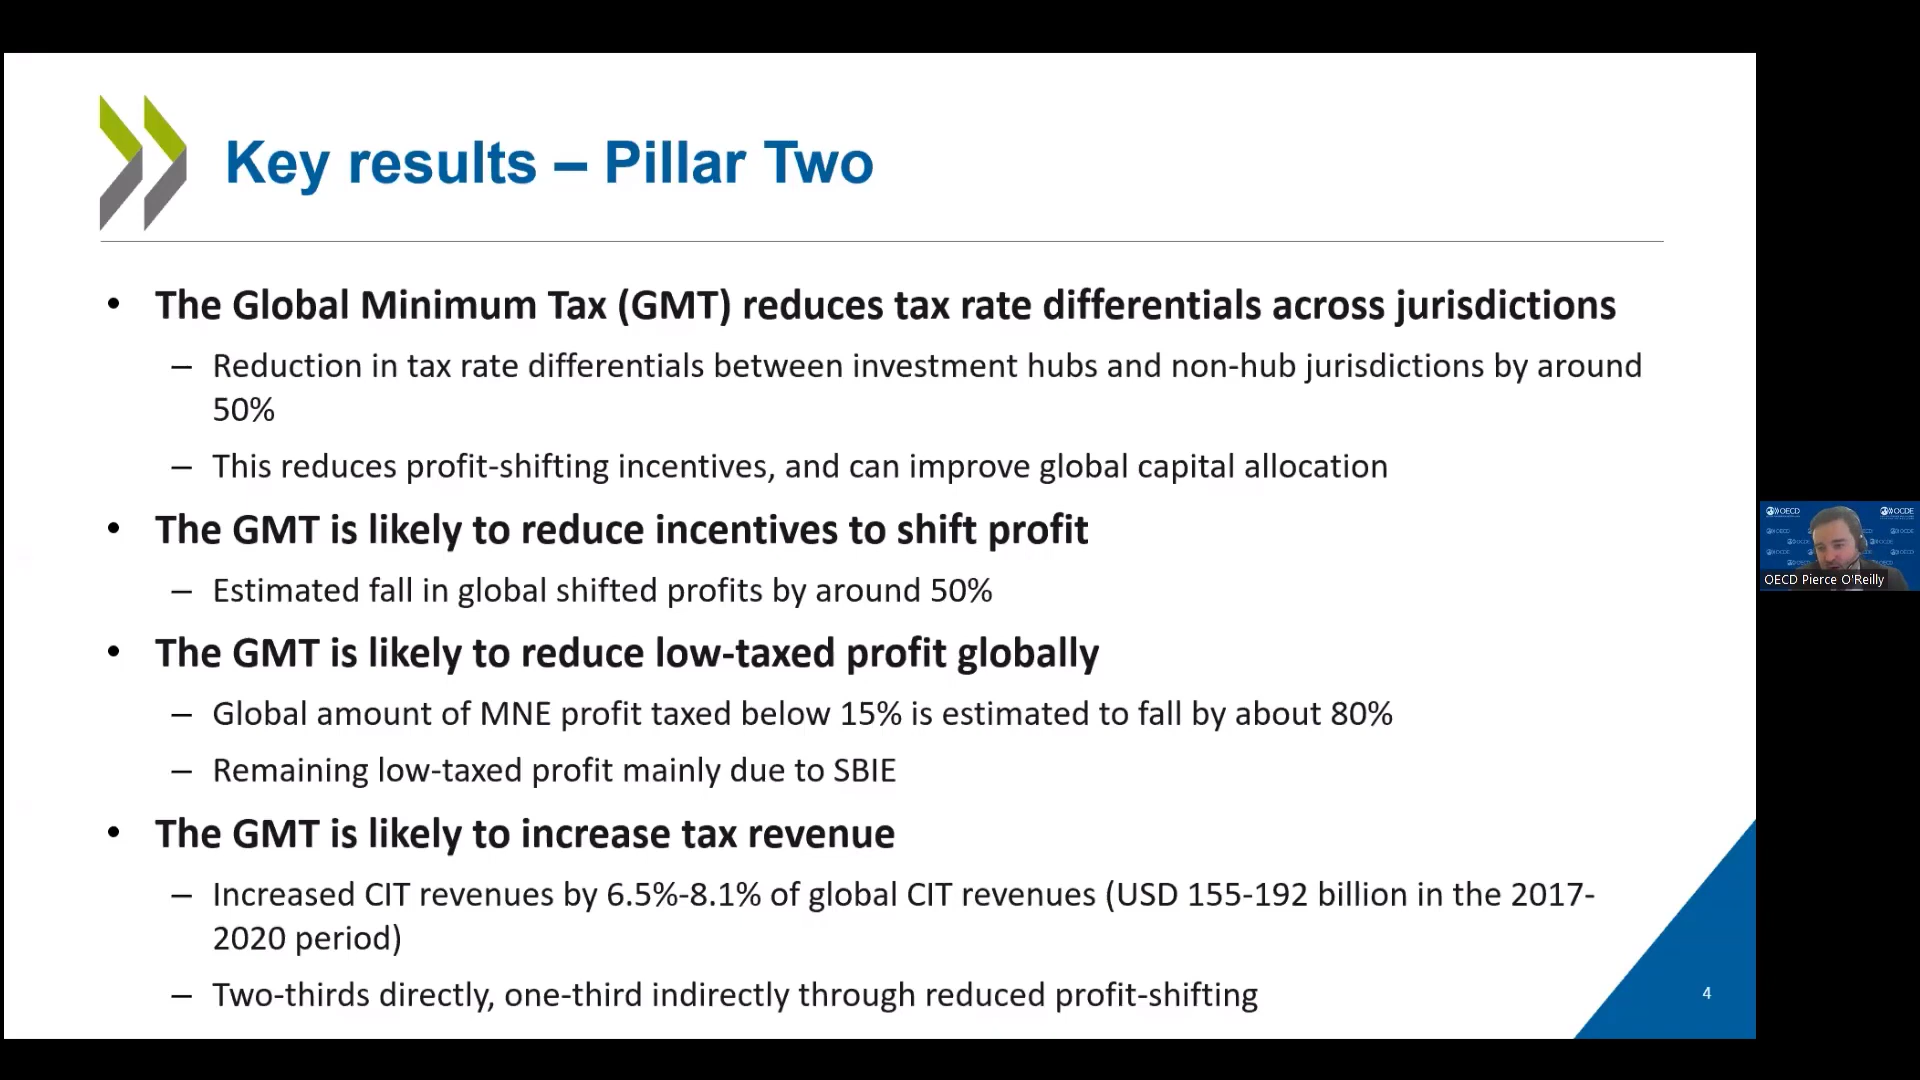 Key results – Pillar Two
• The Global Minimum Tax (GMT) reduces tax rate differentials across jurisdictions
– Reduction in tax rate differentials between investment hubs and non-hub jurisdictions by around
50%
– This reduces profit-shifting incentives, and can improve global capital allocation
• The GMT is likely to reduce incentives to shift profit
– Estimated fall in global shifted profits by around 50%
• The GMT is likely to reduce low-taxed profit globally
– Global amount of MNE profit taxed below 15% is estimated to fall by about 80%
– Remaining low-taxed profit mainly due to SBIE
• The GMT is likely to increase tax revenue
– Increased CIT revenues by 6.5%-8.1% of global CIT revenues (USD 155-192 billion in the 2017-
2020 period)
– Two-thirds directly, one-third indirectly through reduced profit-shifting
4
OECD
OCDE
OECD Pierce O'Reilly